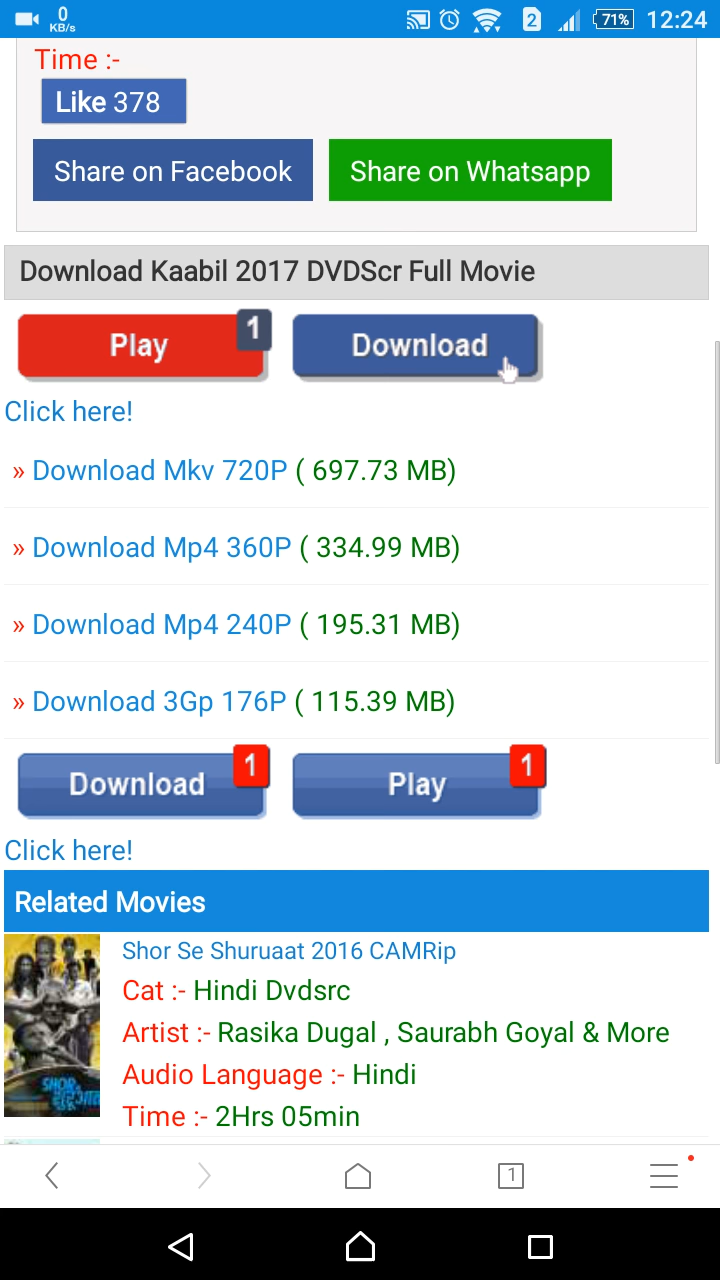 0
KB/s
2
71%
12:24
Time :-
Like 378
Share on Facebook
Share on Whatsapp
Download Kaabil 2017 DVDScr Full Movie
Play
1
Download
Click here!
» Download Mkv 720P ( 697.73 MB)
» Download Mp4 360P ( 334.99 MB)
» Download Mp4 240P ( 195.31 MB)
» Download 3Gp 176P ( 115.39 MB)
Download
1
Play
1
Click here!
Related Movies
Shor Se Shuruaat 2016 CAMRip
Cat :- Hindi Dvdsrc
Artist :- Rasika Dugal , Saurabh Goyal & More
Audio Language :- Hindi
Time :- 2Hrs 05min
SHOR
1